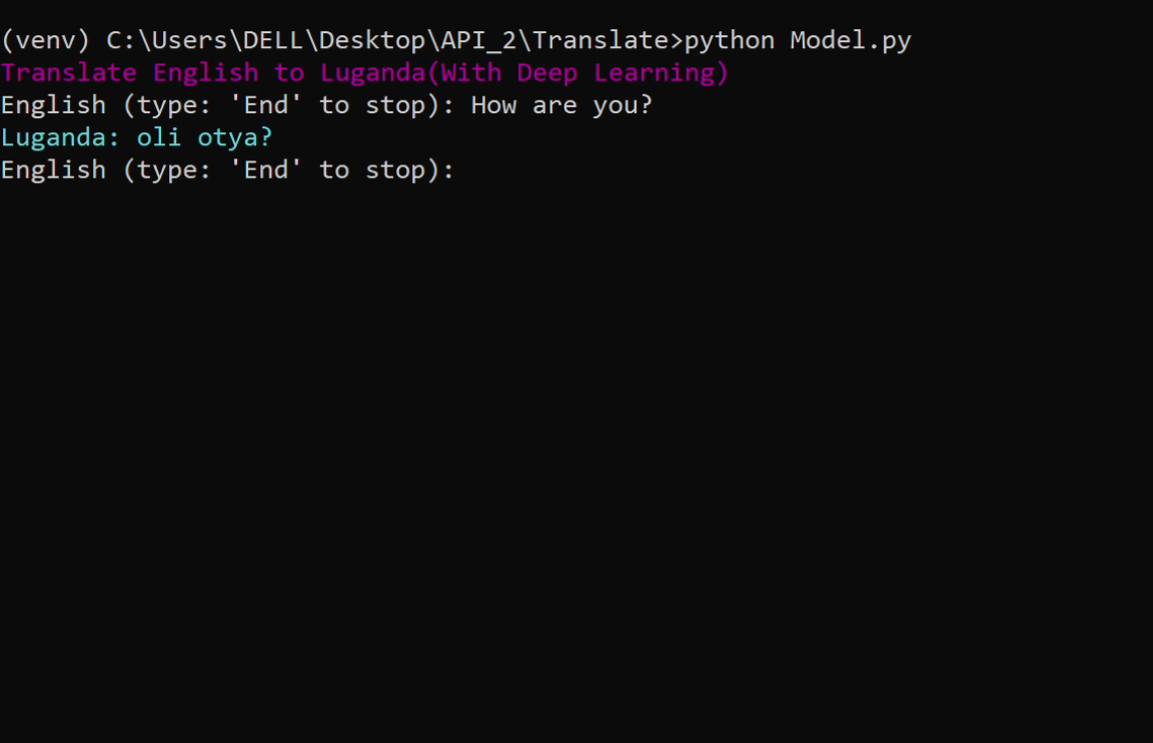 (venv) C:\Users\DELL\Desktop\API_2\Translate>python Model.py
Translate English to Luganda(With Deep Learning)
English (type: 'End' to stop): How are you?
Luganda: oli otya?
English (type: 'End' to stop):